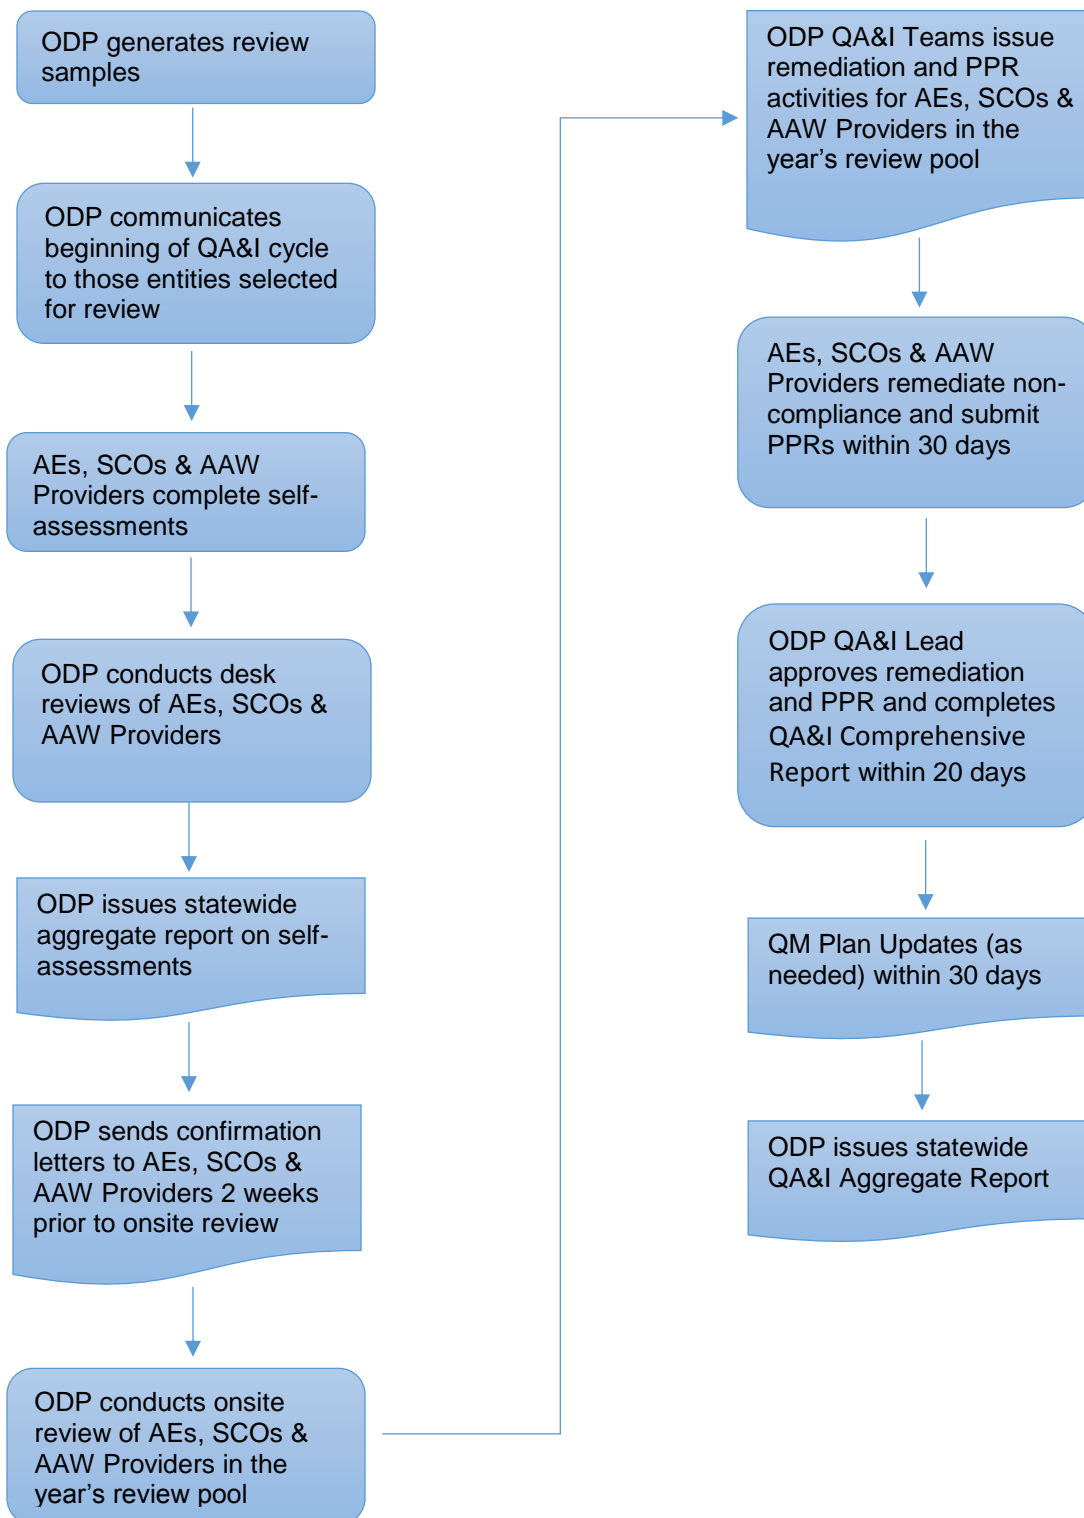 ODP generates review
samples
ODP communicates
beginning of QA&I cycle
to those entities selected
for review
AEs, SCOs & AAW
Providers complete self-
assessments
ODP conducts desk
reviews of AEs, SCOs &
AAW Providers
ODP issues statewide
aggregate report on self-
assessments
ODP sends confirmation
letters to AEs, SCOs &
AAW Providers 2 weeks
prior to onsite review
ODP conducts onsite
review of AEs, SCOs &
AAW Providers in the
year’s review pool
ODP QA&I Teams issue
remediation and PPR
activities for AEs, SCOs &
AAW Providers in the
year’s review pool
AEs, SCOs & AAW
Providers remediate non-
compliance and submit
PPRs within 30 days
ODP QA&I Lead
approves remediation
and PPR and completes
QA&I Comprehensive
Report within 20 days
QM Plan Updates (as
needed) within 30 days
ODP issues statewide
QA&I Aggregate Report